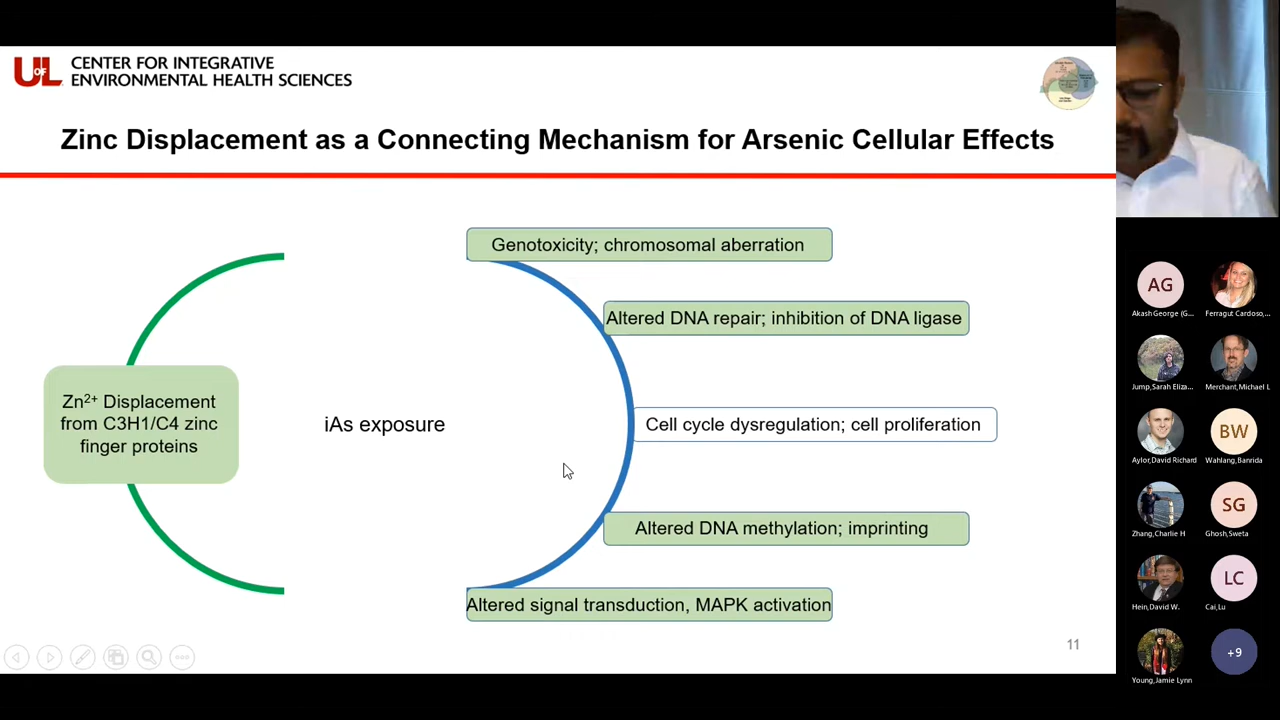 UofL
CENTER FOR INTEGRATIVE
ENVIRONMENTAL HEALTH SCIENCES
Zinc Displacement as a Connecting Mechanism for Arsenic Cellular Effects
Genotoxicity; chromosomal aberration
Altered DNA repair; inhibition of DNA ligase
Zn2+ Displacement
from C3H1/C4 zinc
finger proteins
iAs exposure
Cell cycle dysregulation; cell proliferation
Altered DNA methylation; imprinting
Altered signal transduction, MAPK activation
11
AG
Akash George (G...
Ferragut Cardoso,...
Jump,Sarah Eliza...
Merchant,Michael L
BW
Aylor,David Richard
Wahlang,Banrida
SG
Zhang,Charlie H
Ghosh,Sweta
LC
Hein,David W.
Cai,Lu
+9
Young,Jamie Lynn